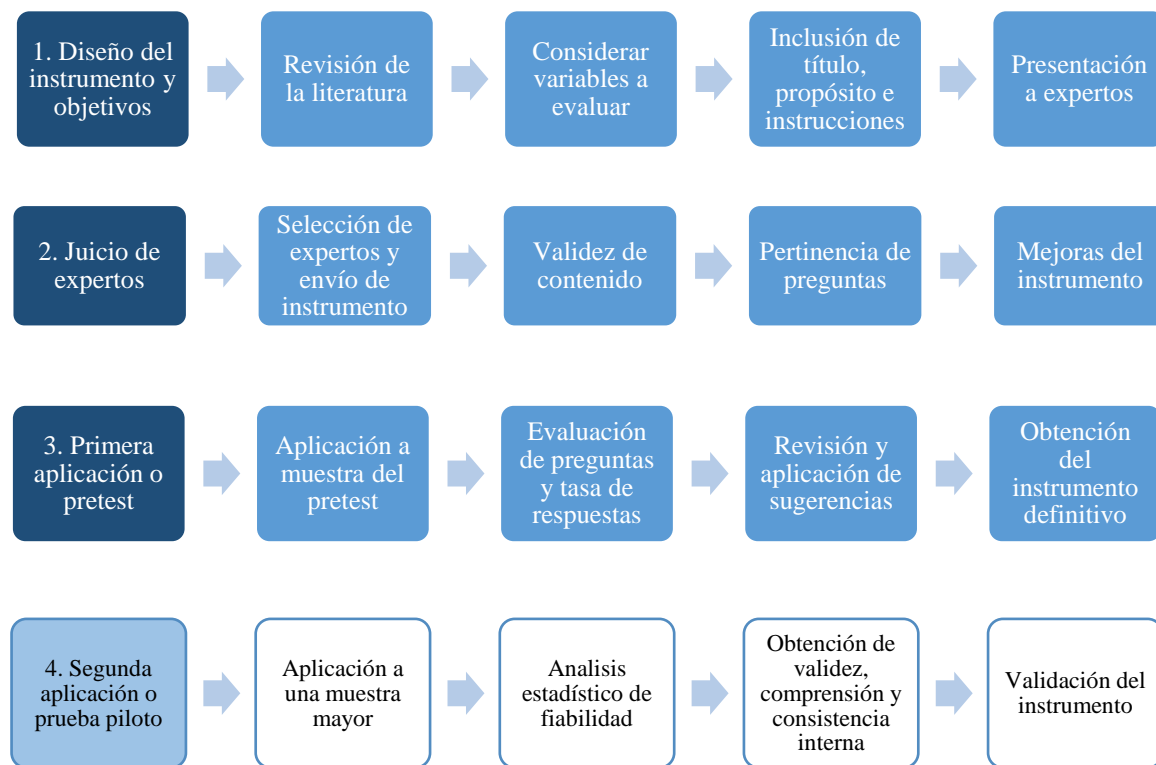 1. Diseño del
instrumento y
objetivos
Revisión de
la literatura
Considerar
variables a
evaluar
Inclusión de
título,
propósito e
instrucciones
Presentación
a expertos
2. Juicio de
expertos
Selección de
expertos y
envío de
instrumento
Validez de
contenido
Pertinencia de
preguntas
Mejoras del
instrumento
3. Primera
aplicación o
pretest
Aplicación a
muestra del
pretest
Evaluación
de preguntas
y tasa de
respuestas
Revisión y
aplicación de
sugerencias
Obtención
del
instrumento
definitivo
4. Segunda
aplicación o
prueba piloto
Aplicación a
una muestra
mayor
Analisis
estadístico de
fiabilidad
Obtención de
validez,
comprensión y
consistencia
interna
Validación del
instrumento